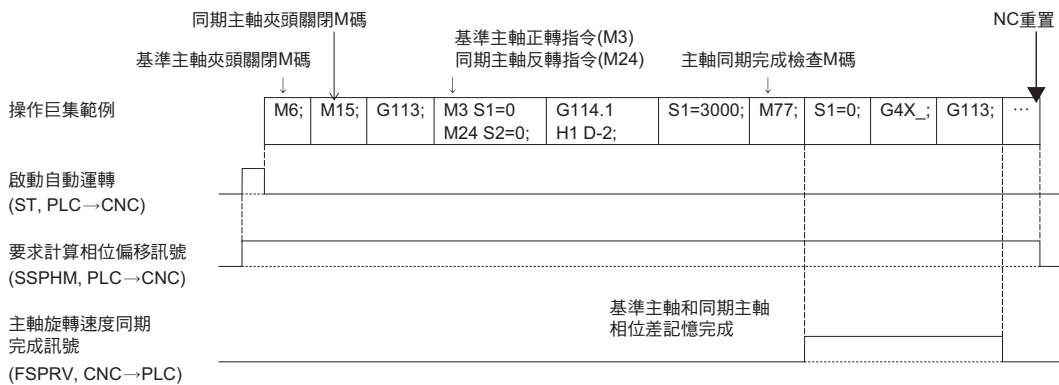 同期主軸夾頭關閉M碼
NC重置
基準主軸正轉指令(M3)
基準主軸夾頭關閉M碼
同期主軸反轉指令(M24)
主軸同期完成檢查M碼
操作巨集範例
M6;
M15;
G113;
M3 S1=0
M24 S2=0;
G114.1
H1 D-2;
S1=3000;
M77;
S1=0;
G4X_;
G113;
…
啟動自動運轉
(ST, PLC→CNC)
要求計算相位偏移訊號
(SSPHM, PLC→CNC)
主軸旋轉速度同期
完成訊號
(FSPRV, CNC→PLC)
基準主軸和同期主軸
相位差記憶完成